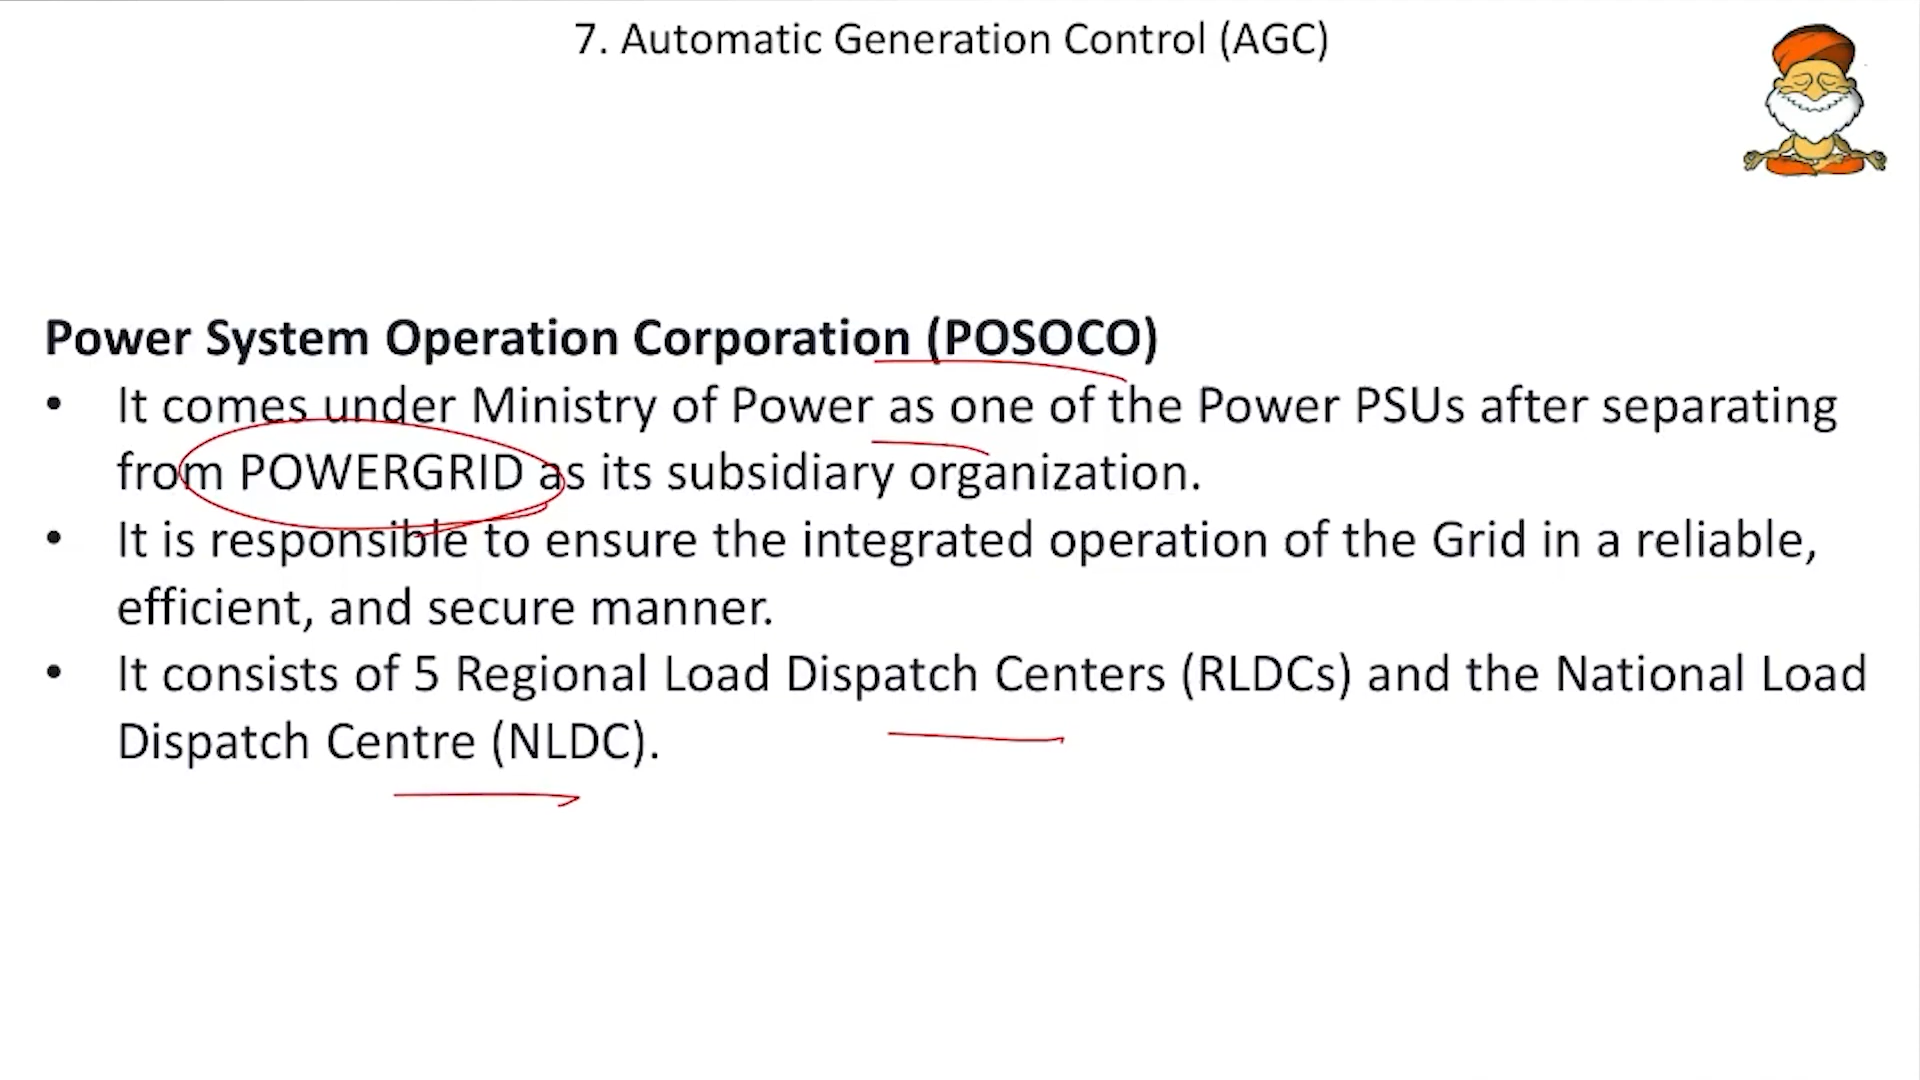 7. Automatic Generation Control (AGC)
Power System Operation Corporation (POSOCO)
• It comes under Ministry of Power as one of the Power PSUs after separating
from POWERGRID as its subsidiary organization.
• It is responsible to ensure the integrated operation of the Grid in a reliable,
efficient, and secure manner.
• It consists of 5 Regional Load Dispatch Centers (RLDCs) and the National Load
Dispatch Centre (NLDC).